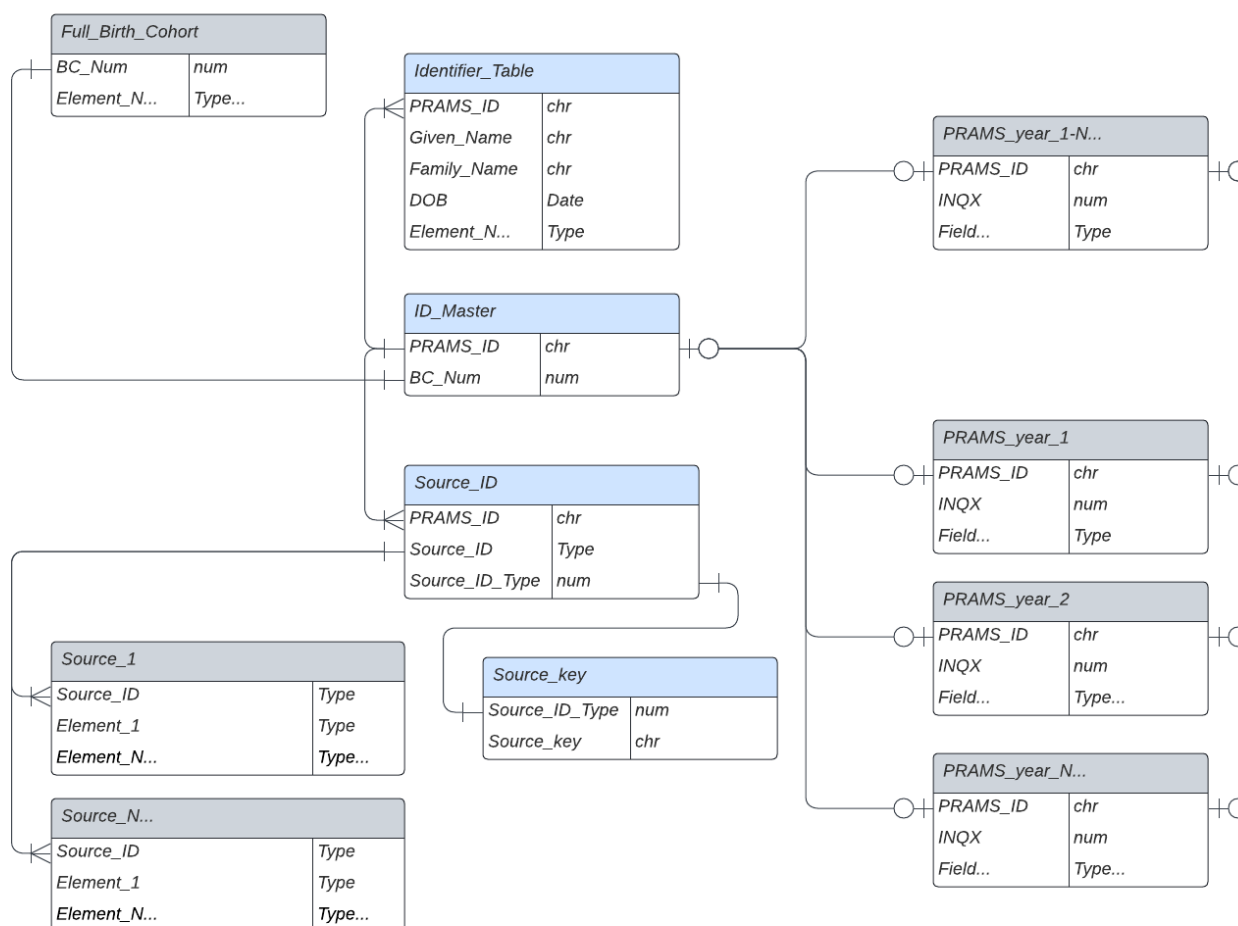 Full_Birth_Cohort
BC_Num num
Element_N... Type...
Identifier_Table
PRAMS_ID chr
Given_Name chr
Family_Name chr
DOB Date
Element_N... Type
ID_Master
PRAMS_ID chr
BC_Num num
Source_ID
PRAMS_ID chr
Source_ID Type
Source_ID_Type num
Source_key
Source_ID_Type num
Source_key chr
Source_1
Source_ID Type
Element_1 Type
Element_N... Type...
Source_N...
Source_ID Type
Element_1 Type
Element_N... Type...
PRAMS_year_1-N...
PRAMS_ID chr
INQX num
Field... Type
PRAMS_year_1
PRAMS_ID chr
INQX num
Field... Type
PRAMS_year_2
PRAMS_ID chr
INQX num
Field... Type...
PRAMS_year_N...
PRAMS_ID chr
INQX num
Field... Type...